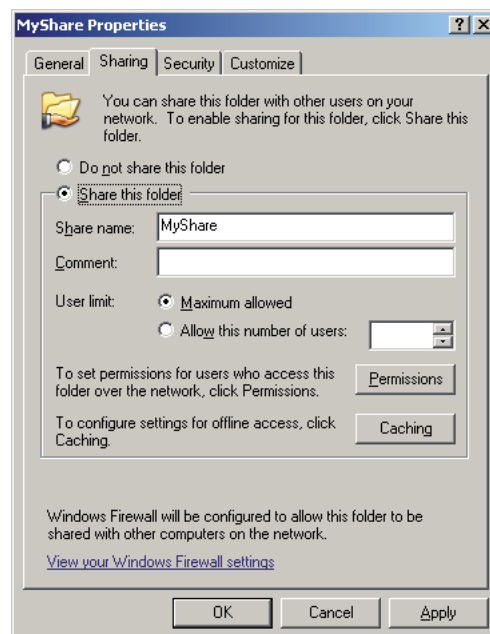 MyShare Properties ? X
General Sharing Security Customize
You can share this folder with other users on your
network. To enable sharing for this folder, click Share this
folder.
Do not share this folder
Share this folder
Share name: MyShare
Comment:
User limit: Maximum allowed
Allow this number of users:
To set permissions for users who access this
folder over the network, click Permissions.
Permissions
To configure settings for offline access, click
Caching.
Caching
Windows Firewall will be configured to allow this folder to be
shared with other computers on the network.
View your Windows Firewall settings
OK Cancel Apply